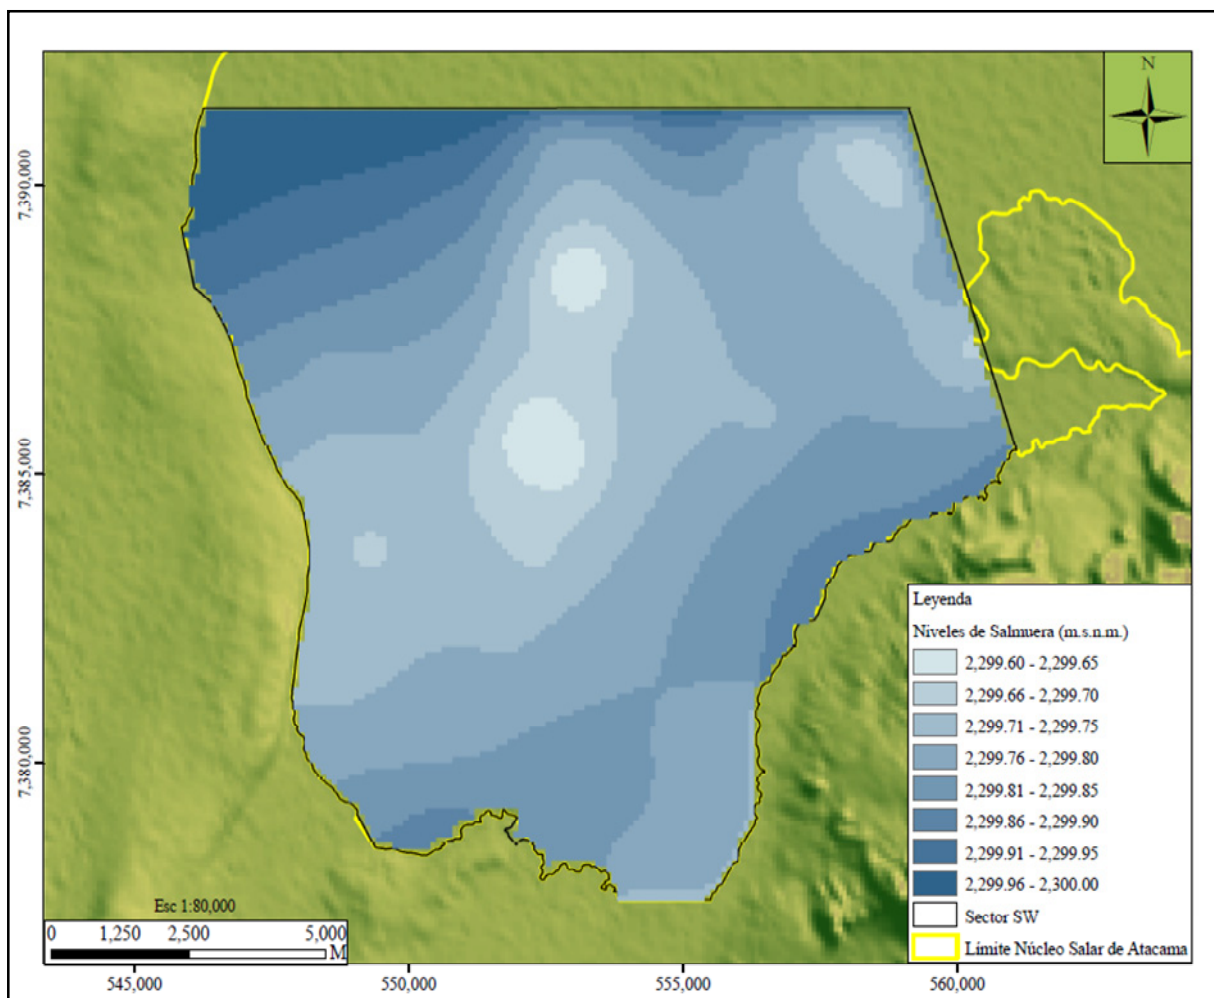 N
7,390,000
7,385,000
7,380,000
Leyenda
Niveles de Salmuera (m.s.n.m.)
2,299.60 - 2,299.65
2,299.66 - 2,299.70
2,299.71 - 2,299.75
2,299.76 - 2,299.80
2,299.81 - 2,299.85
2,299.86 - 2,299.90
2,299.91 - 2,299.95
2,299.96 - 2,300.00
Sector SW
Límite Núcleo Salar de Atacama
Esc 1:80,000
0 1,250 2,500 5,000
M
545,000 550,000 555,000 560,000